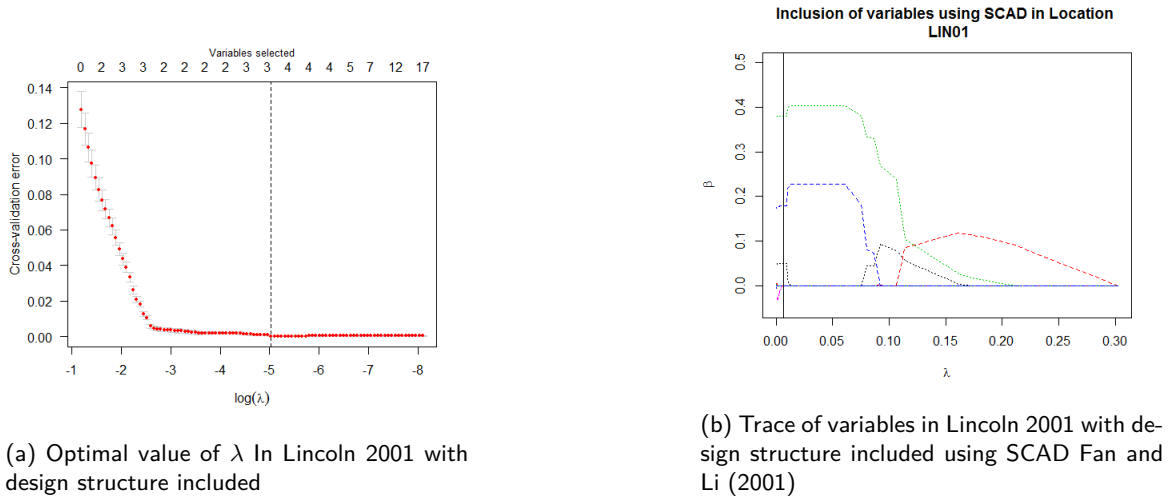 Variables selected
0 2 3 3 2 2 2 3 3 4 4 4 5 7 12 17
0.14
0.12
0.10
0.08
0.06
0.04
0.02
0.00
Cross-validation error
-1 -2 -3 -4 -5 -6 -7 -8
log(λ)
(a) Optimal value of λ In Lincoln 2001 with
design structure included
Inclusion of variables using SCAD in Location
LIN01
0.5
0.4
0.3
0.2
0.1
0.0
β
0.00 0.05 0.10 0.15 0.20 0.25 0.30
λ
(b) Trace of variables in Lincoln 2001 with de-
sign structure included using SCAD Fan and
Li (2001)